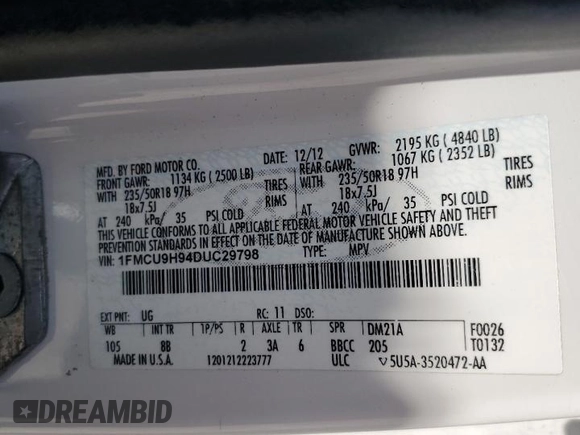 MFD. BY FORD MOTOR CO.
DATE: 12/12
GVWR: 2195 KG ( 4840 LB)
FRONT GAWR: 1134 KG ( 2500 LB)
REAR GAWR: 1067 KG ( 2352 LB)
WITH 235/50R18 97H TIRES
WITH 235/50R18 97H TIRES
18x7.5J RIMS
18x7.5J RIMS
AT 240 kPa/ 35 PSI COLD
AT 240 kPa/ 35 PSI COLD
THIS VEHICLE CONFORMS TO ALL APPLICABLE FEDERAL MOTOR VEHICLE SAFETY AND THEFT
PREVENTION STANDARDS IN EFFECT ON THE DATE OF MANUFACTURE SHOWN ABOVE.
VIN: 1FMCU9H94DUC29798
TYPE: MPV
EXT PNT: UG RC: 11 DSO:
WB INT TR TP/PS R AXLE TR SPR DM21A F0026
105 8B 2 3A 6 BBCC 205 T0132
MADE IN U.S.A. 1201212223777 ULC ▽5U5A-3520472-AA
DREAMBID